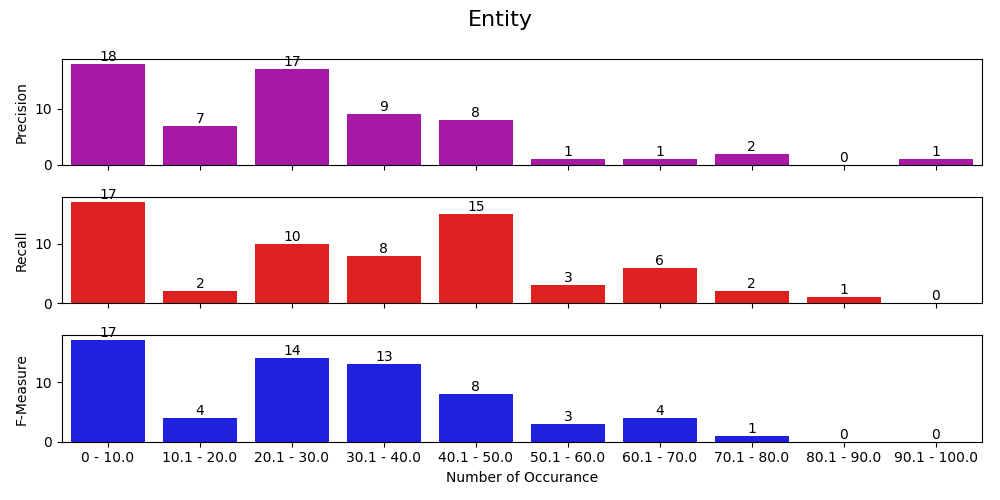 Entity
Precision
10
0
18 7 17 9 8 1 1 2 0 1
Recall
10
0
17 2 10 8 15 3 6 2 1 0
F-Measure
10
0
17 4 14 13 8 3 4 1 0 0
0 - 10.0 10.1 - 20.0 20.1 - 30.0 30.1 - 40.0 40.1 - 50.0 50.1 - 60.0 60.1 - 70.0 70.1 - 80.0 80.1 - 90.0 90.1 - 100.0
Number of Occurance